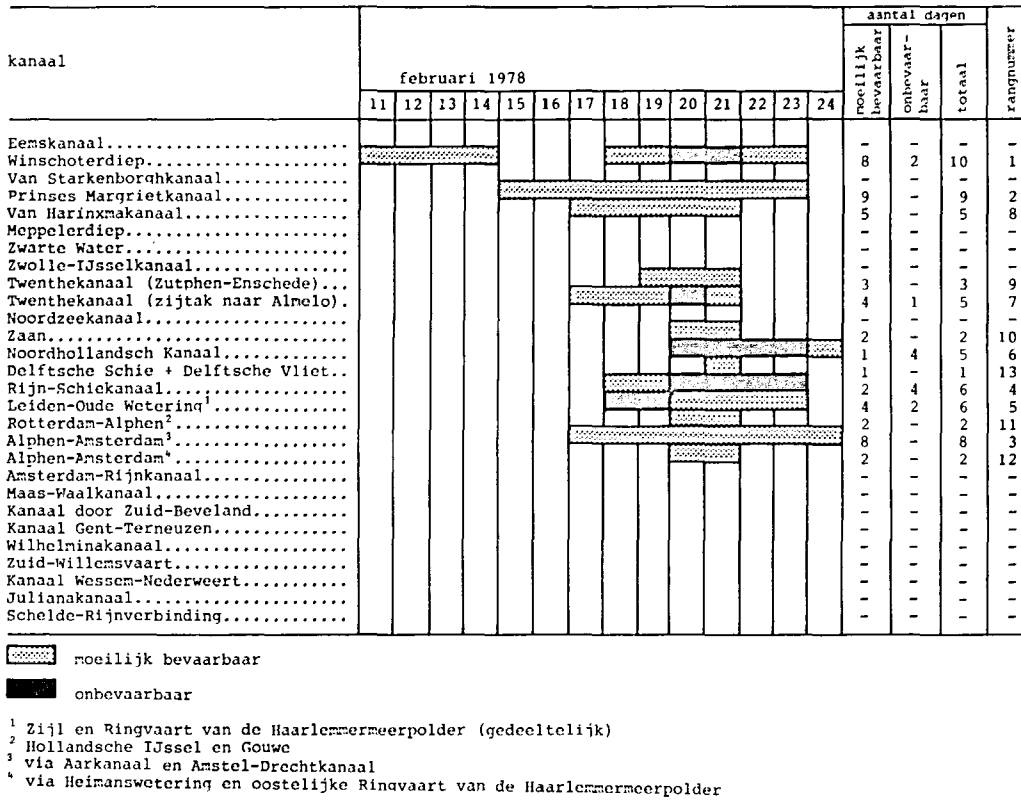 aantal dagen
kanaal
moeilijk bevaarbaar
onbevaar-baar
totaal
rangnummer
februari 1978
11 12 13 14 15 16 17 18 19 20 21 22 23 24
Eemskanaal........................ – – – –
Winschoterdiep.................... 8 2 10 1
Van Starkenborghkanaal............ – – – –
Prinses Margrietkanaal............ 9 – 9 2
Van Harinxmakanaal................ 5 – 5 8
Meppelerdiep...................... – – – –
Zwarte Water...................... – – – –
Zwolle-IJsselkanaal............... – – – –
Twenthekanaal (Zutphen-Enschede)... 3 – 3 9
Twenthekanaal (zijtak naar Almelo). 4 1 5 7
Noordzeekanaal.................... – – – –
Zaan.............................. 2 – 2 10
Noordhollandsch Kanaal............ 1 4 5 6
Delftsche Schie + Delftsche Vliet.. 1 – 1 13
Rijn-Schiekanaal.................. 2 4 6 4
Leiden-Oude Wetering¹............. 4 2 6 5
Rotterdam-Alphen²................. 2 – 2 11
Alphen-Amsterdam³................. 8 – 8 3
Alphen-Amsterdam⁴................. 2 – 2 12
Amsterdam-Rijnkanaal.............. – – – –
Maas-Waalkanaal................... – – – –
Kanaal door Zuid-Beveland......... – – – –
Kanaal Gent-Terneuzen............. – – – –
Wilhelminakanaal.................. – – – –
Zuid-Willemsvaart................. – – – –
Kanaal Wessem-Nederweert.......... – – – –
Julianakanaal..................... – – – –
Schelde-Rijnverbinding............ – – – –
moeilijk bevaarbaar
onbevaarbaar
¹ Zijl en Ringvaart van de Haarlemmermeerpolder (gedeeltelijk)
² Hollandsche IJssel en Gouwe
³ via Aarkanaal en Amstel-Drechtkanaal
⁴ via Heimanswetering en oostelijke Ringvaart van de Haarlemmermeerpolder